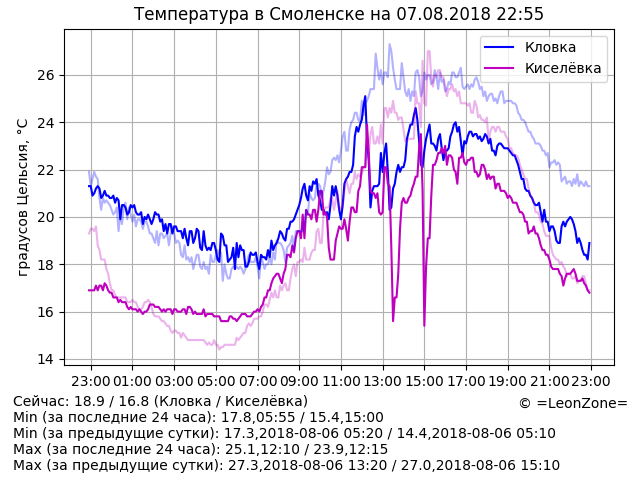 Температура в Смоленске на 07.08.2018 22:55
Кловка
Киселёвка
градусов Цельсия, °C
26
24
22
20
18
16
14
23:00 01:00 03:00 05:00 07:00 09:00 11:00 13:00 15:00 17:00 19:00 21:00 23:00
Сейчас: 18.9 / 16.8 (Кловка / Киселёвка)
© =LeonZone=
Min (за последние 24 часа): 17.8,05:55 / 15.4,15:00
Min (за предыдущие сутки): 17.3,2018-08-06 05:20 / 14.4,2018-08-06 05:10
Max (за последние 24 часа): 25.1,12:10 / 23.9,12:15
Max (за предыдущие сутки): 27.3,2018-08-06 13:20 / 27.0,2018-08-06 15:10